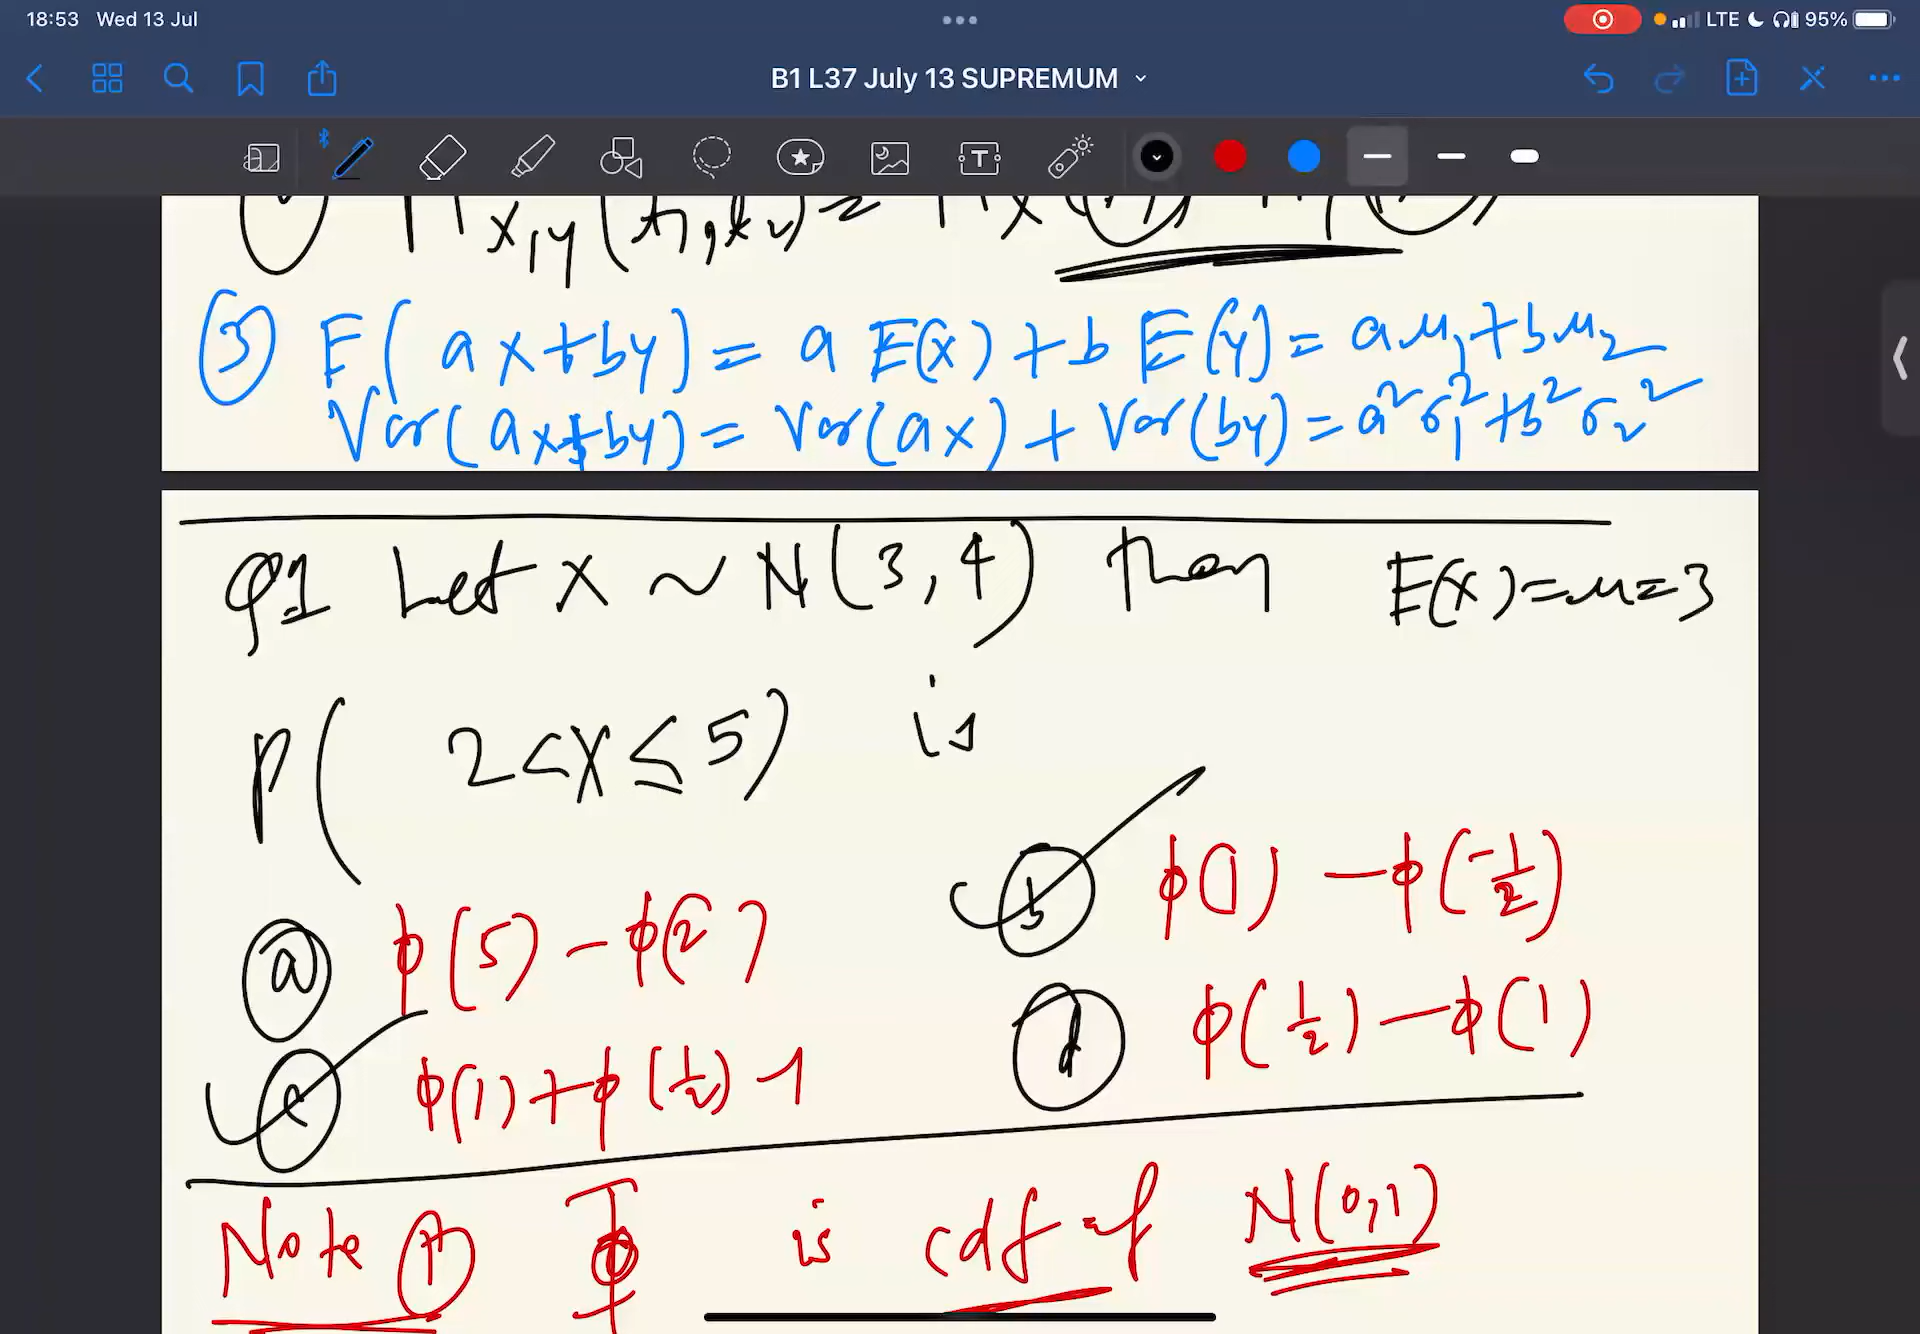 18:53 Wed 13 Jul
LTE 95%
B1 L37 July 13 SUPREMUM
③ E(ax+by) = a E(x) + b E(y) = aμ₁+bμ₂
Var(ax+by) = Var(ax) + Var(by) = a²σ₁²+b²σ₂²
Q1 Let X ~ N(3,4) then E(X)=μ=3
P( 2<X≤5) is
ⓐ ϕ(5) - ϕ(2)
ⓑ ϕ(1) - ϕ(-1/2)
ⓒ ϕ(1)+ϕ(1/2)-1
ⓓ ϕ(1/2)-ϕ(1)
Note ① Φ is cdf of N(0,1)